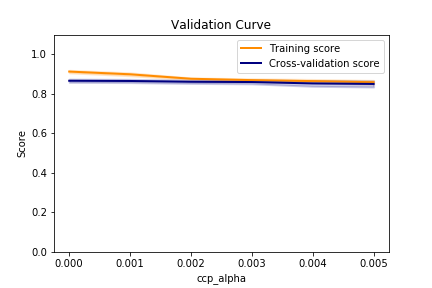 Validation Curve
Training score
Cross-validation score
1.0
0.8
0.6
0.4
0.2
0.0
Score
0.000 0.001 0.002 0.003 0.004 0.005
ccp_alpha